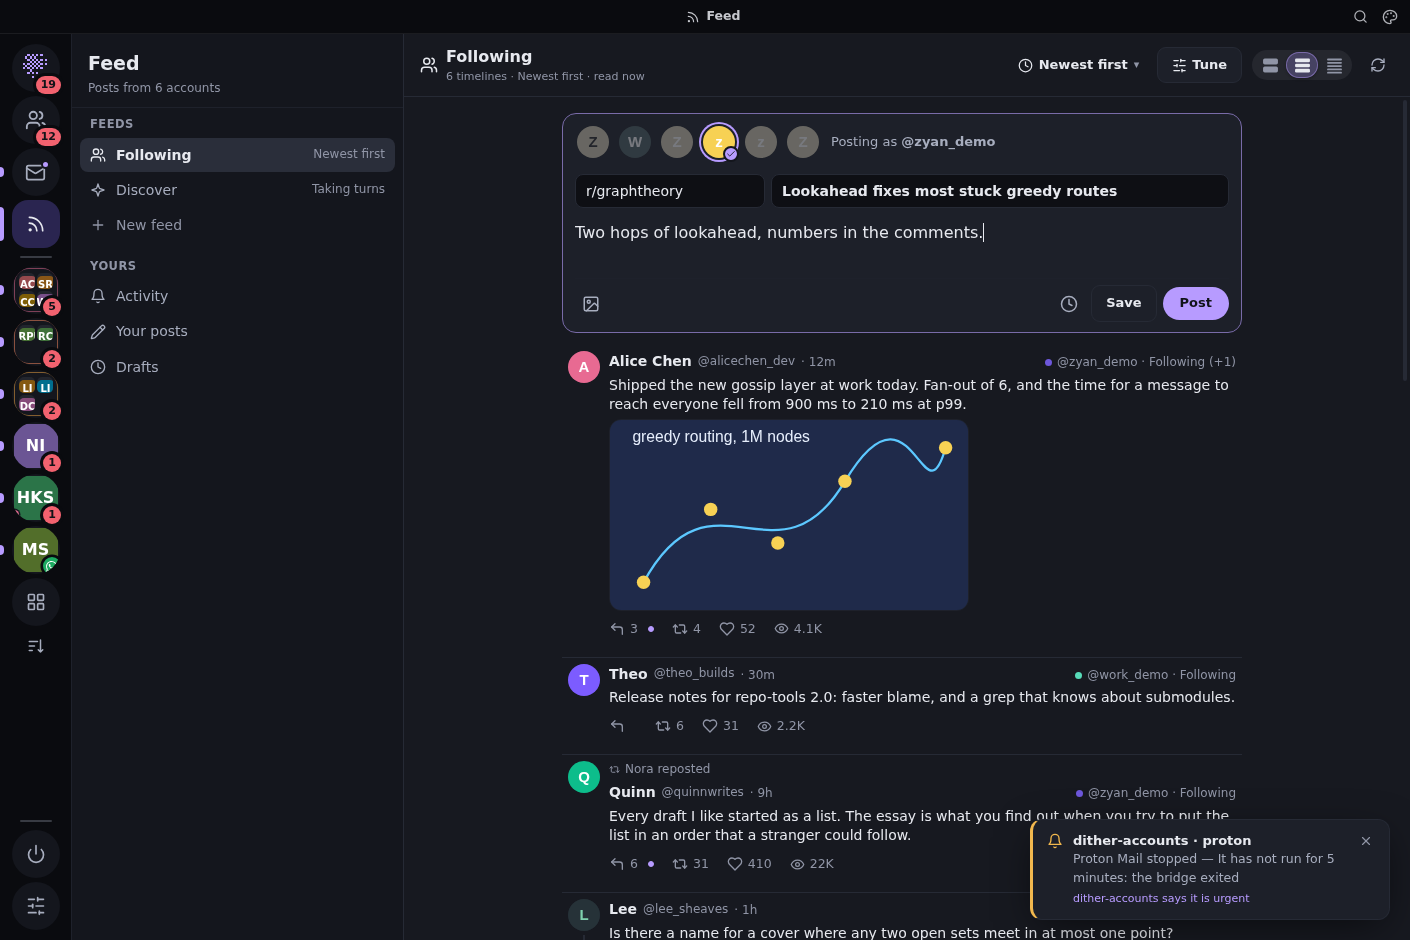 Feed
19
12
AC SR
CC
5
RP RC
2
LI LI
DC
2
NI
1
HKS
1
MS
Feed
Posts from 6 accounts
FEEDS
Following Newest first
Discover Taking turns
New feed
YOURS
Activity
Your posts
Drafts
Following
6 timelines · Newest first · read now
Newest first
Tune
Z W Z z z Z
Posting as @zyan_demo
r/graphtheory
Lookahead fixes most stuck greedy routes
Two hops of lookahead, numbers in the comments.
Save
Post
A
Alice Chen @alicechen_dev · 12m
@zyan_demo · Following (+1)
Shipped the new gossip layer at work today. Fan-out of 6, and the time for a message to
reach everyone fell from 900 ms to 210 ms at p99.
greedy routing, 1M nodes
3 4 52 4.1K
T
Theo @theo_builds · 30m
@work_demo · Following
Release notes for repo-tools 2.0: faster blame, and a grep that knows about submodules.
6 31 2.2K
Nora reposted
Q
Quinn @quinnwrites · 9h
@zyan_demo · Following
Every draft I like started as a list. The essay is what you find out when you try to put the
list in an order that a stranger could follow.
6 31 410 22K
L
Lee @lee_sheaves · 1h
Is there a name for a cover where any two open sets meet in at most one point?
dither-accounts · proton
Proton Mail stopped — It has not run for 5
minutes: the bridge exited
dither-accounts says it is urgent